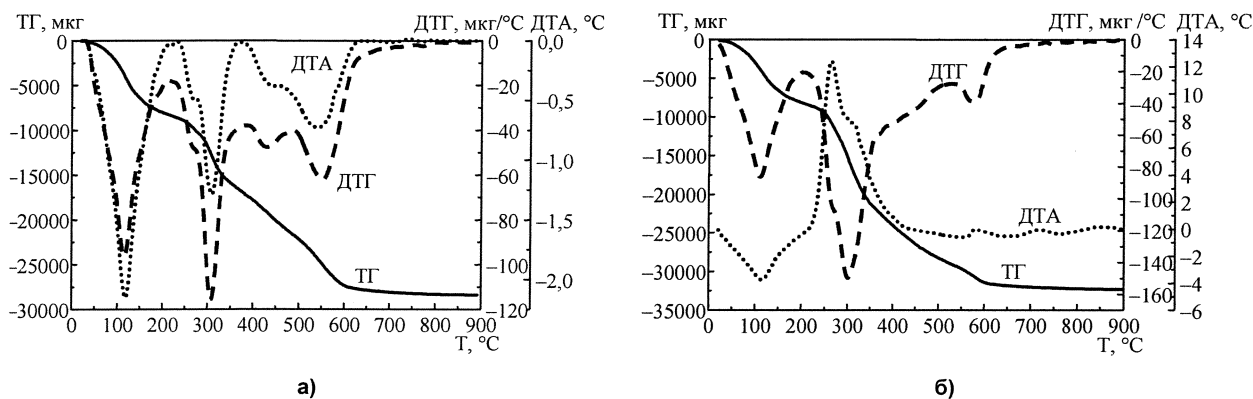 ТГ, мкг ДТГ, мкг/°С ДТА, °С
0 0 0,0
–5000 –20 –0,5
–10000 –40
–15000 –60 –1,0
–20000 –80 –1,5
–25000 –100 –2,0
–30000 –120
0 100 200 300 400 500 600 700 800 900
Т, °С
ДТА
ДТГ
ТГ
а)
ТГ, мкг ДТГ, мкг /°С ДТА, °С
0 0 14
–5000 –20 12
–10000 –40 10
–15000 –60 8
–20000 –80 6
–25000 –100 4
–30000 –120 2
–35000 –140 0
–160 –2
–4
–6
0 100 200 300 400 500 600 700 800 900
Т, °С
ДТГ
ДТА
ТГ
б)